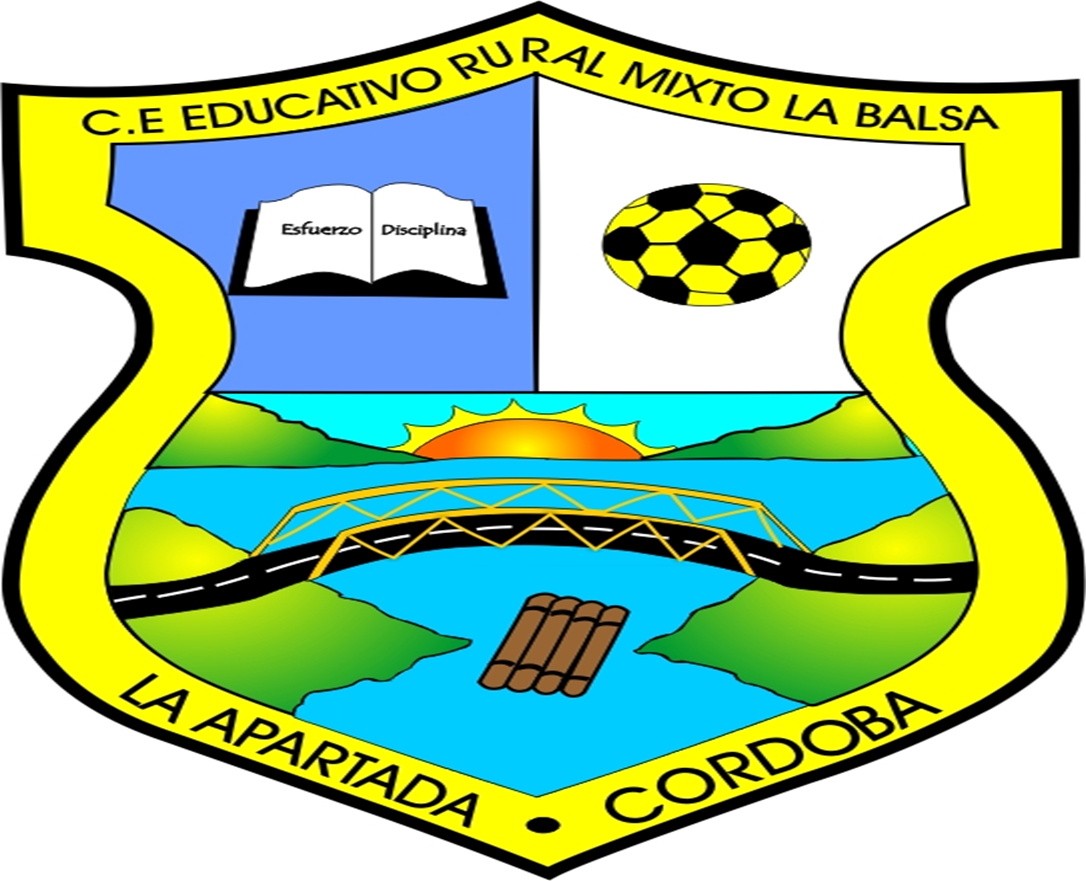 C.E EDUCATIVO RURAL MIXTO LA BALSA
Esfuerzo Disciplina
LA APARTADA • CORDOBA